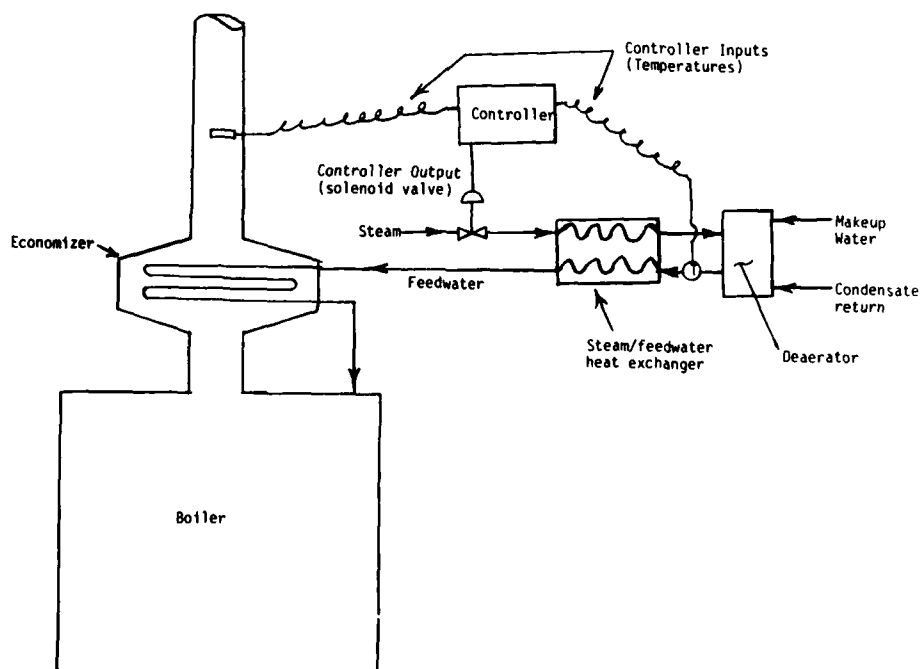 Controller Inputs
(Temperatures)
Controller
Controller Output
(solenoid valve)
Steam
Makeup
Water
Economizer
Feedwater
Condensate
return
Steam/feedwater
heat exchanger
Deaerator
Boiler